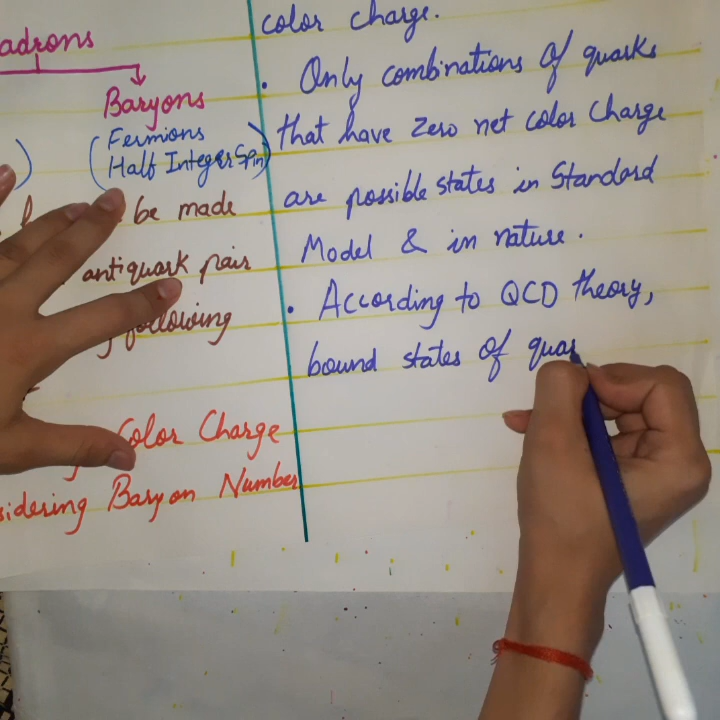 adrons
Baryons
(Fermions
Half Integer Spin)
be made
antiquark pair
following
Color Charge
sidering Baryon Number
color charge.
• Only combinations of quarks
that have zero net color Charge
are possible states in Standard
Model & in nature.
• According to QCD theory,
bound states of quar